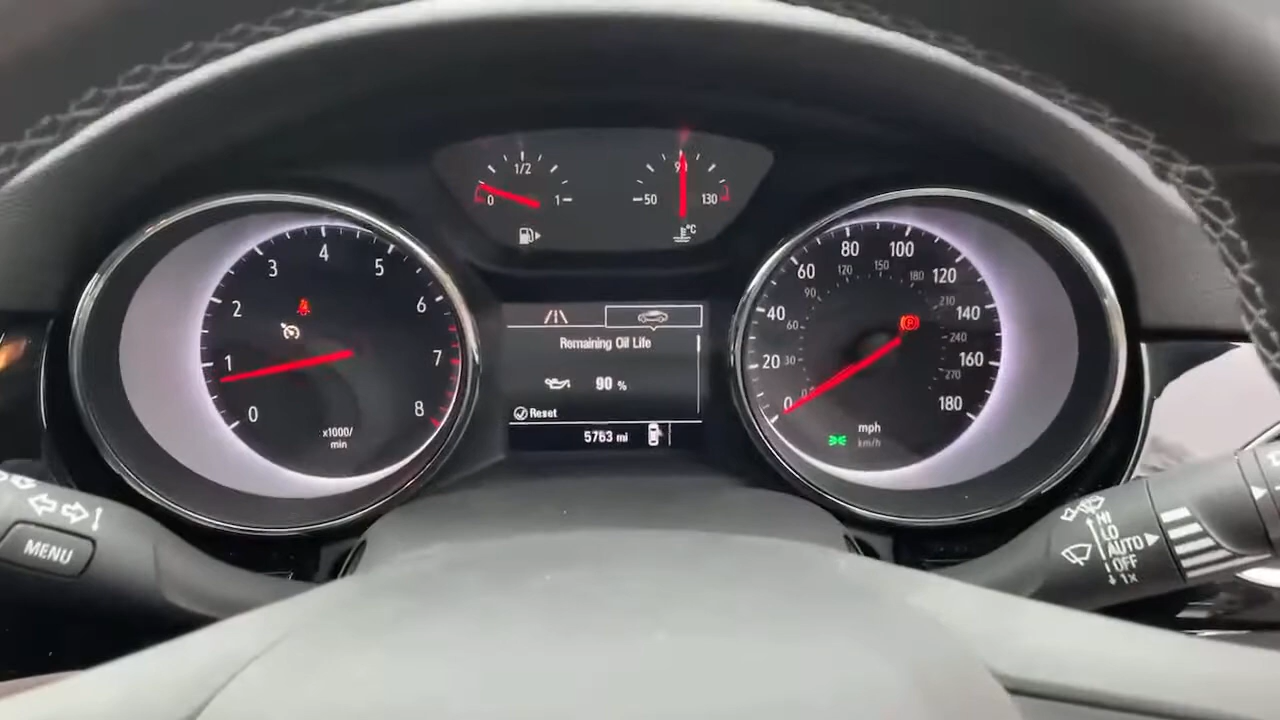 1/2
0
1
90
50
130
°C
0
1
2
3
4
5
6
7
8
x1000/
min
Remaining Oil Life
90 %
Reset
5763 mi
0
20
40
60
80
100
120
140
160
180
0
30
60
90
120
150
180
210
240
270
P
mph
km/h
MENU
HI
LO
AUTO
OFF
1x